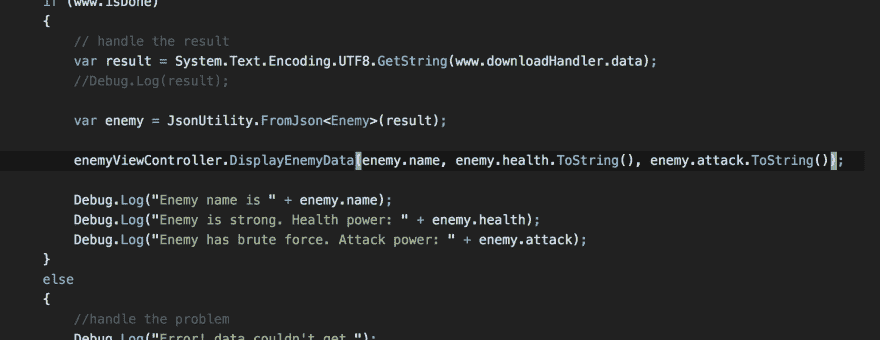 if (www.isDone)
{
// handle the result
var result = System.Text.Encoding.UTF8.GetString(www.downloadHandler.data);
//Debug.Log(result);
var enemy = JsonUtility.FromJson<Enemy>(result);
enemyViewController.DisplayEnemyData(enemy.name, enemy.health.ToString(), enemy.attack.ToString());
Debug.Log("Enemy name is " + enemy.name);
Debug.Log("Enemy is strong. Health power: " + enemy.health);
Debug.Log("Enemy has brute force. Attack power: " + enemy.attack);
}
else
{
//handle the problem
Debug.Log("Error! data couldn't get.");